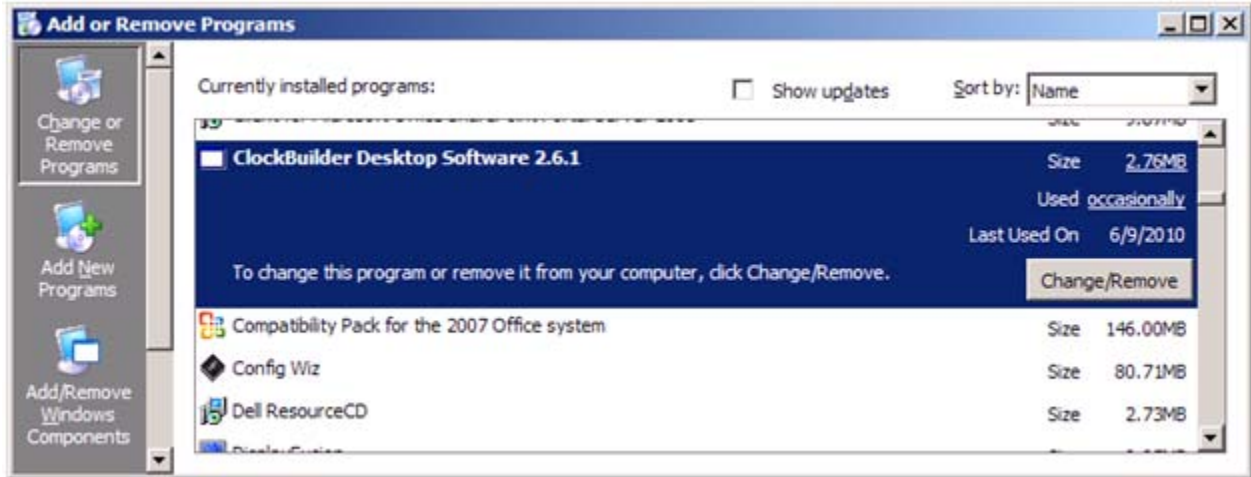 Add or Remove Programs
Change or
Remove
Programs
Add New
Programs
Add/Remove
Windows
Components
Currently installed programs:
Show updates
Sort by: Name
ClockBuilder Desktop Software 2.6.1 Size 2.76MB
Used occasionally
Last Used On 6/9/2010
To change this program or remove it from your computer, click Change/Remove. Change/Remove
Compatibility Pack for the 2007 Office system Size 146.00MB
Config Wiz Size 80.71MB
Dell ResourceCD Size 2.73MB